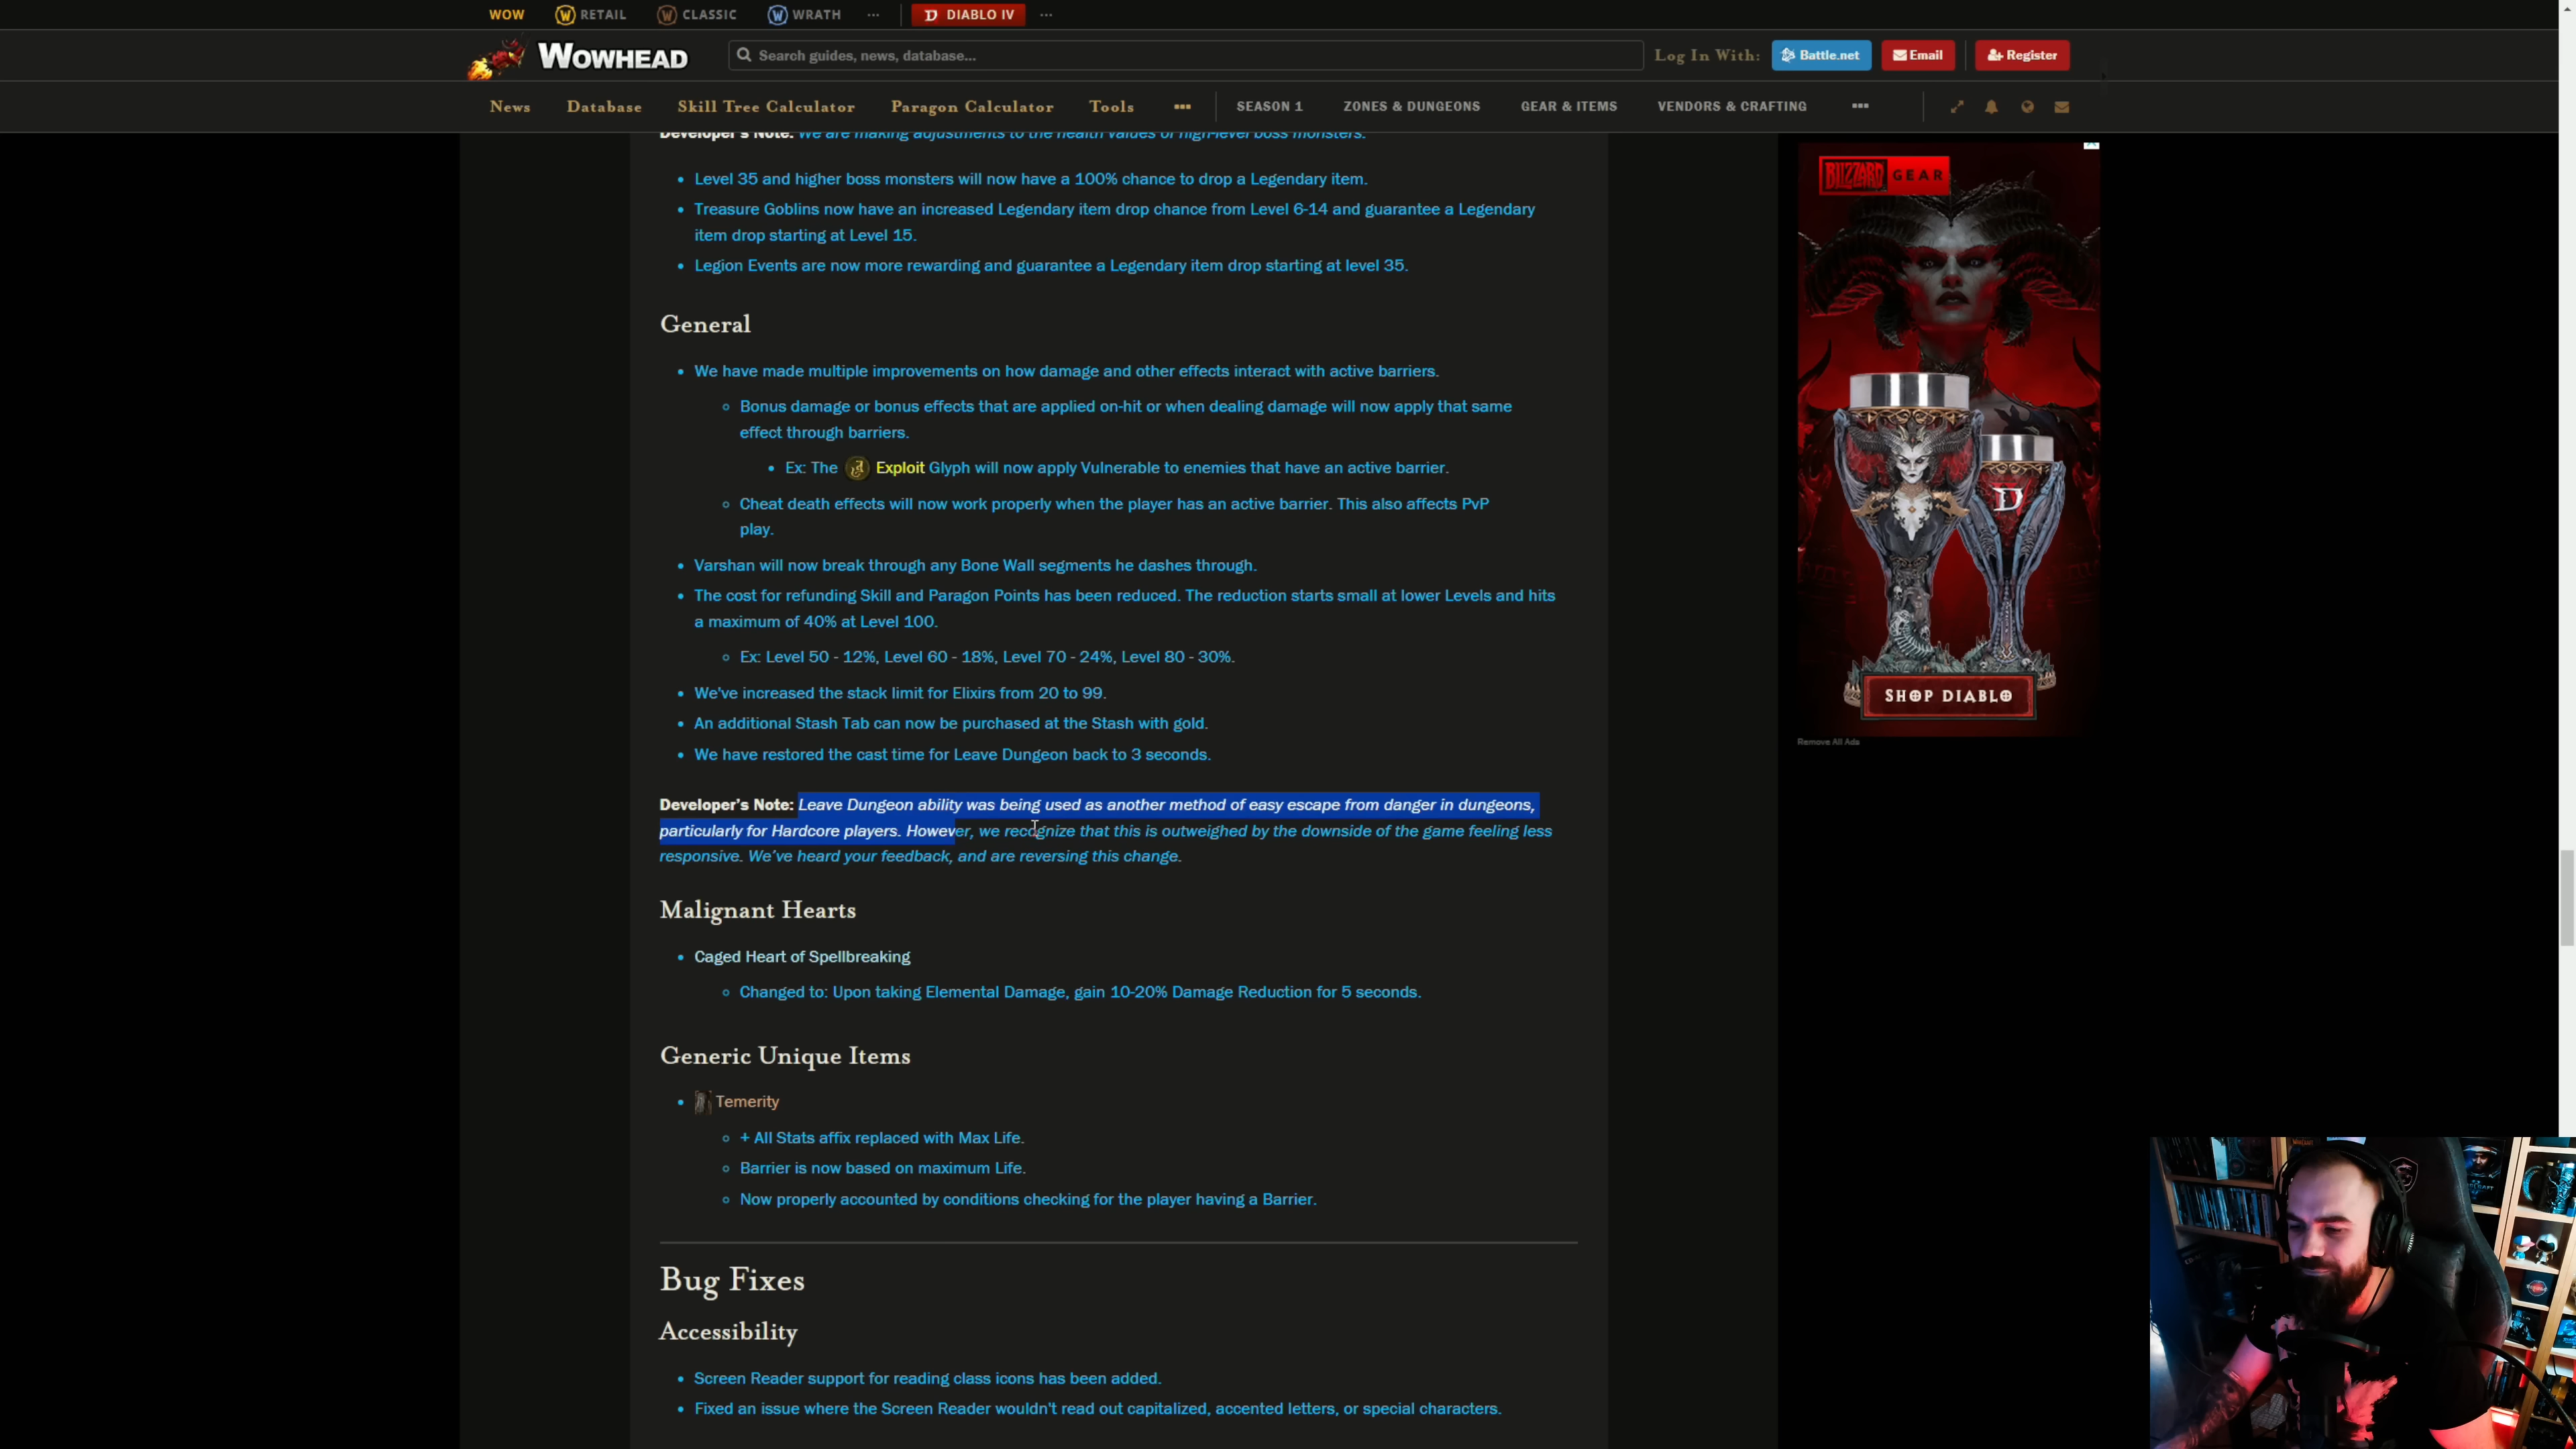 WOW RETAIL CLASSIC WRATH ··· DIABLO IV ···
WOWHEAD Search guides, news, database... Log In With: Battle.net Email Register
News Database Skill Tree Calculator Paragon Calculator Tools ··· SEASON 1 ZONES & DUNGEONS GEAR & ITEMS VENDORS & CRAFTING ···
Developer's Note: We are making adjustments to the health values of high-level boss monsters.
• Level 35 and higher boss monsters will now have a 100% chance to drop a Legendary item.
• Treasure Goblins now have an increased Legendary item drop chance from Level 6-14 and guarantee a Legendary
item drop starting at Level 15.
• Legion Events are now more rewarding and guarantee a Legendary item drop starting at level 35.
General
• We have made multiple improvements on how damage and other effects interact with active barriers.
◦ Bonus damage or bonus effects that are applied on-hit or when dealing damage will now apply that same
effect through barriers.
• Ex: The Exploit Glyph will now apply Vulnerable to enemies that have an active barrier.
◦ Cheat death effects will now work properly when the player has an active barrier. This also affects PvP
play.
• Varshan will now break through any Bone Wall segments he dashes through.
• The cost for refunding Skill and Paragon Points has been reduced. The reduction starts small at lower Levels and hits
a maximum of 40% at Level 100.
◦ Ex: Level 50 - 12%, Level 60 - 18%, Level 70 - 24%, Level 80 - 30%.
• We've increased the stack limit for Elixirs from 20 to 99.
• An additional Stash Tab can now be purchased at the Stash with gold.
• We have restored the cast time for Leave Dungeon back to 3 seconds.
Developer's Note: Leave Dungeon ability was being used as another method of easy escape from danger in dungeons,
particularly for Hardcore players. However, we recognize that this is outweighed by the downside of the game feeling less
responsive. We've heard your feedback, and are reversing this change.
Malignant Hearts
• Caged Heart of Spellbreaking
◦ Changed to: Upon taking Elemental Damage, gain 10-20% Damage Reduction for 5 seconds.
Generic Unique Items
• Temerity
◦ + All Stats affix replaced with Max Life.
◦ Barrier is now based on maximum Life.
◦ Now properly accounted by conditions checking for the player having a Barrier.
Bug Fixes
Accessibility
• Screen Reader support for reading class icons has been added.
• Fixed an issue where the Screen Reader wouldn't read out capitalized, accented letters, or special characters.
BLIZZARD GEAR
SHOP DIABLO
Remove All Ads